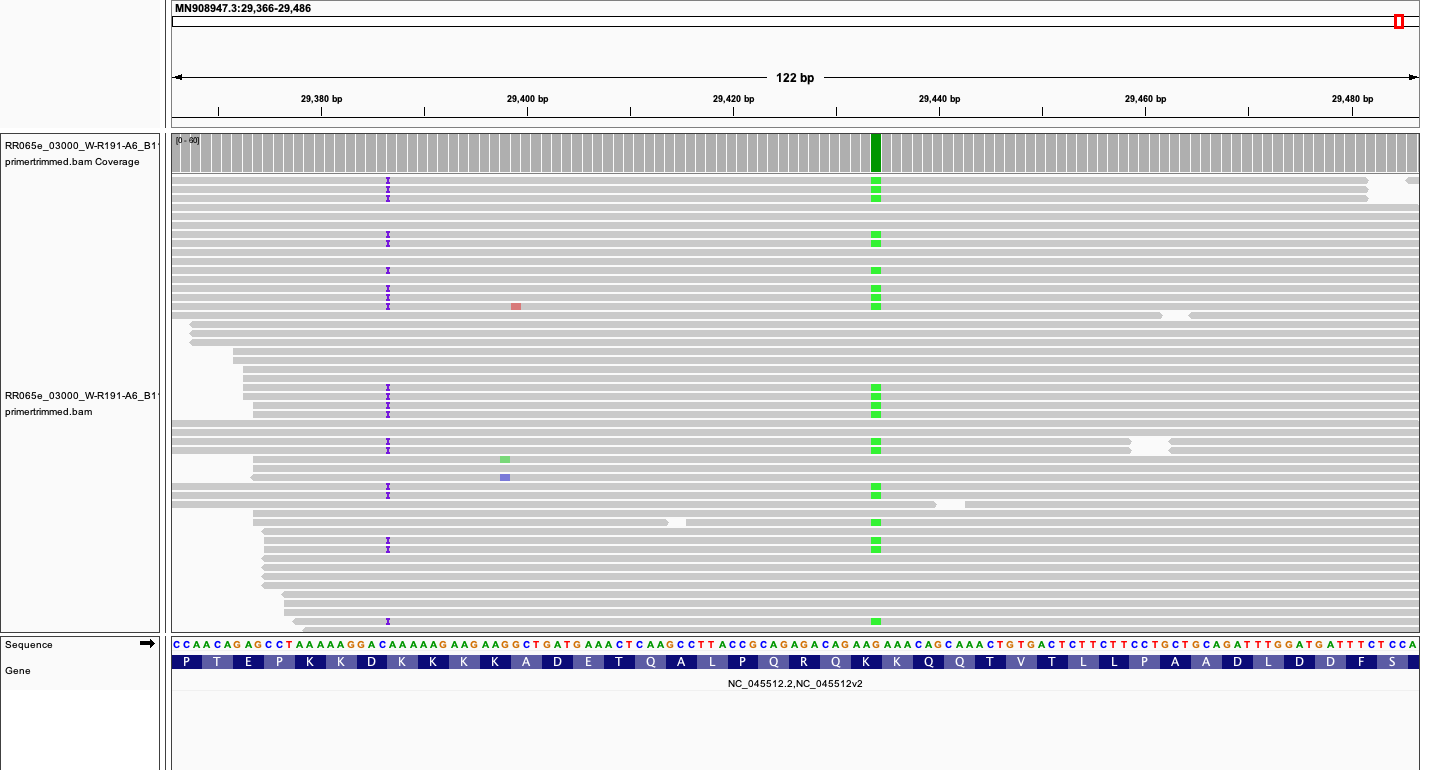 MN908947.3:29,366-29,486
122 bp
29,380 bp 29,400 bp 29,420 bp 29,440 bp 29,460 bp 29,480 bp
RR065e_03000_W-R191-A6_B1
primertrimmed.bam Coverage
[0 - 60]
RR065e_03000_W-R191-A6_B1
primertrimmed.bam
Sequence
CCAACAGAGCCTAAAAAGGACAAAAAGAAGAAGGCTGATGAAACTCAAGCCTTACCGCAGAGACAGAAGAAACAGCAAACTGTGACTCTTCTTCCTGCTGCAGATTTGGATGATTTCTCCA
Gene
P T E P K K D K K K K A D E T Q A L P Q R Q K K Q Q T V T L L P A A D L D D F S
NC_045512.2,NC_045512v2